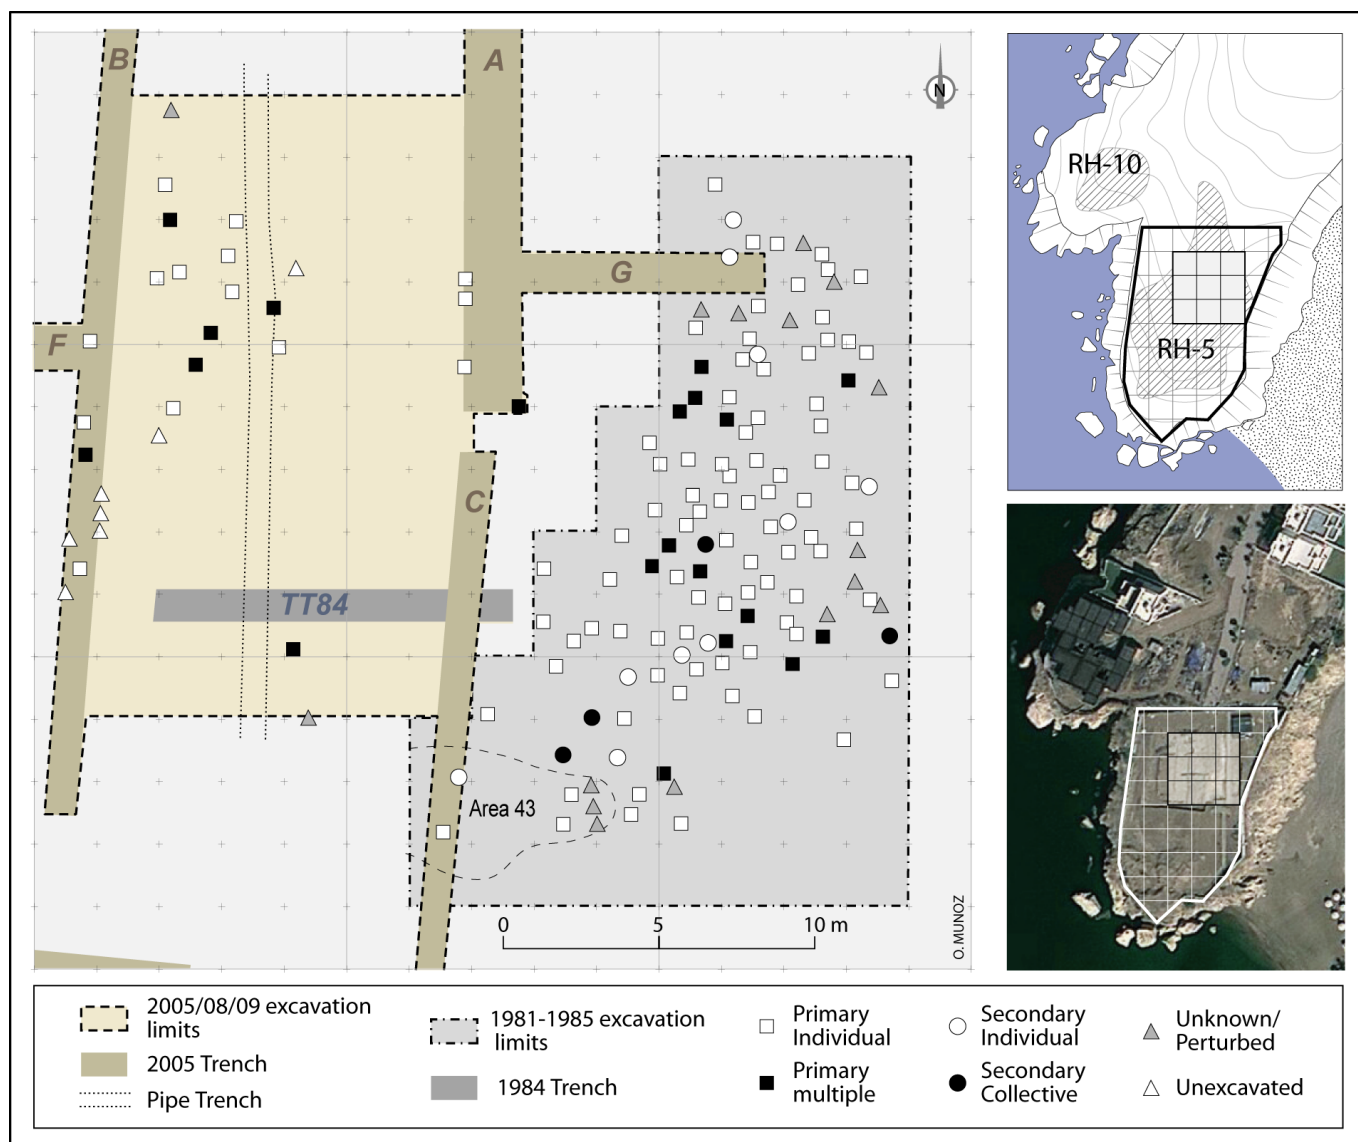 B
A
N
G
F
C
TT84
Area 43
0 5 10 m
O. MUNOZ
RH-10
RH-5
2005/08/09 excavation
limits
2005 Trench
Pipe Trench
1981-1985 excavation
limits
1984 Trench
Primary
Individual
Primary
multiple
Secondary
Individual
Secondary
Collective
Unknown/
Perturbed
Unexcavated